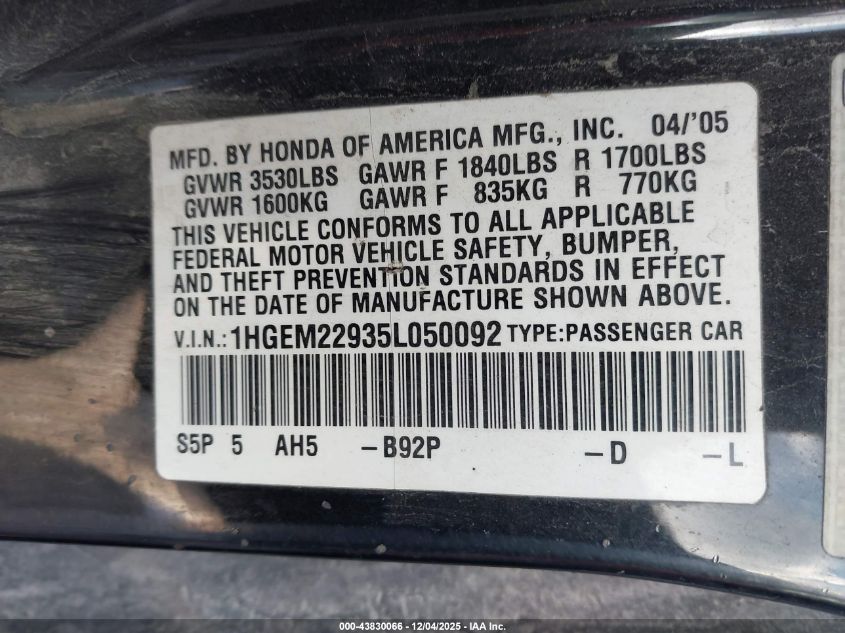 MFD. BY HONDA OF AMERICA MFG., INC. 04/'05
GVWR 3530LBS GAWR F 1840LBS R 1700LBS
GVWR 1600KG GAWR F 835KG R 770KG
THIS VEHICLE CONFORMS TO ALL APPLICABLE
FEDERAL MOTOR VEHICLE SAFETY, BUMPER,
AND THEFT PREVENTION STANDARDS IN EFFECT
ON THE DATE OF MANUFACTURE SHOWN ABOVE.
V.I.N.: 1HGEM22935L050092 TYPE:PASSENGER CAR
S5P 5 AH5 -B92P -D -L
000-43830066 - 12/04/2025 - IAA Inc.